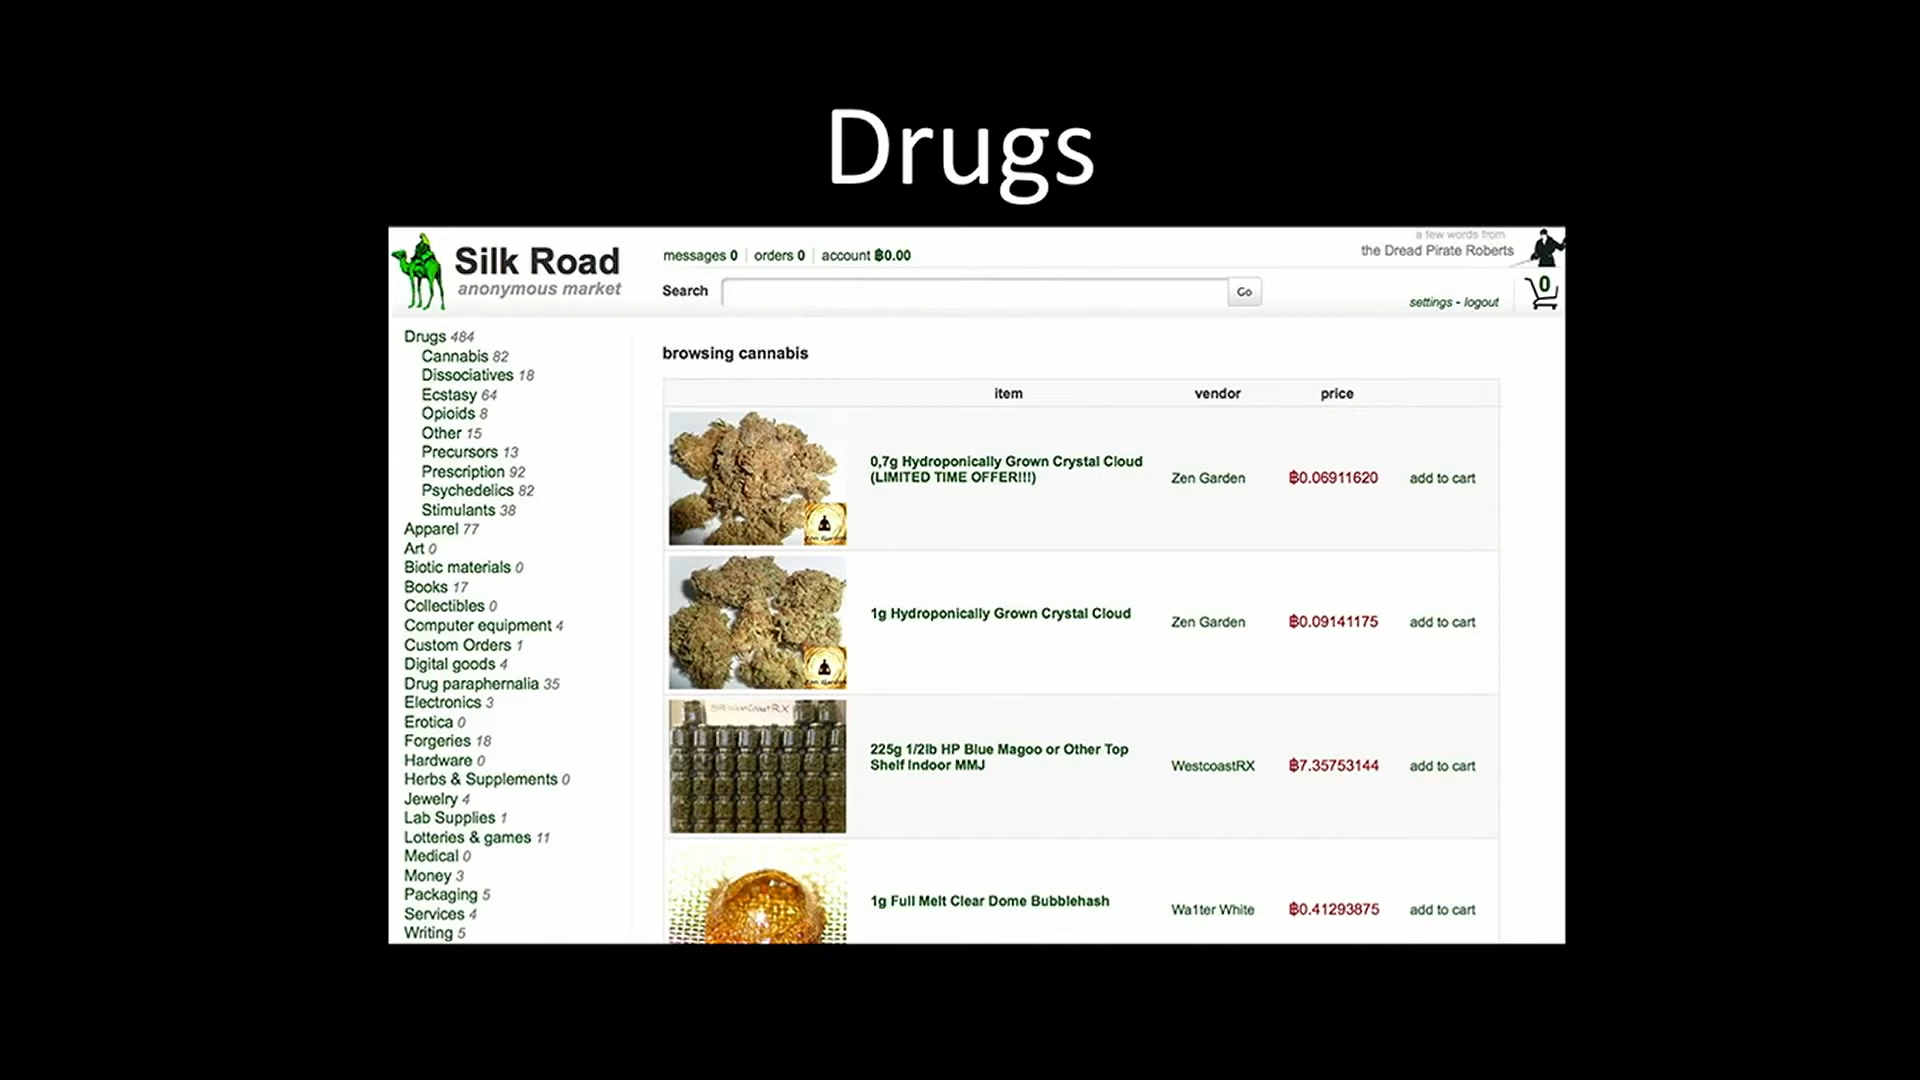 Drugs
Silk Road
anonymous market
messages 0 | orders 0 | account ฿0.00
a few words from
the Dread Pirate Roberts
Search
Go
settings - logout
0
Drugs 484
Cannabis 82
Dissociatives 18
Ecstasy 64
Opioids 8
Other 15
Precursors 13
Prescription 92
Psychedelics 82
Stimulants 38
Apparel 77
Art 0
Biotic materials 0
Books 17
Collectibles 0
Computer equipment 4
Custom Orders 1
Digital goods 4
Drug paraphernalia 35
Electronics 3
Erotica 0
Forgeries 18
Hardware 0
Herbs & Supplements 0
Jewelry 4
Lab Supplies 1
Lotteries & games 11
Medical 0
Money 3
Packaging 5
Services 4
Writing 5
browsing cannabis
item vendor price
0,7g Hydroponically Grown Crystal Cloud
(LIMITED TIME OFFER!!!)
Zen Garden ฿0.06911620 add to cart
Zen Garden
1g Hydroponically Grown Crystal Cloud
Zen Garden ฿0.09141175 add to cart
Zen Garden
225g 1/2lb HP Blue Magoo or Other Top
Shelf Indoor MMJ
WestcoastRX ฿7.35753144 add to cart
1g Full Melt Clear Dome Bubblehash
Wa1ter White ฿0.41293875 add to cart